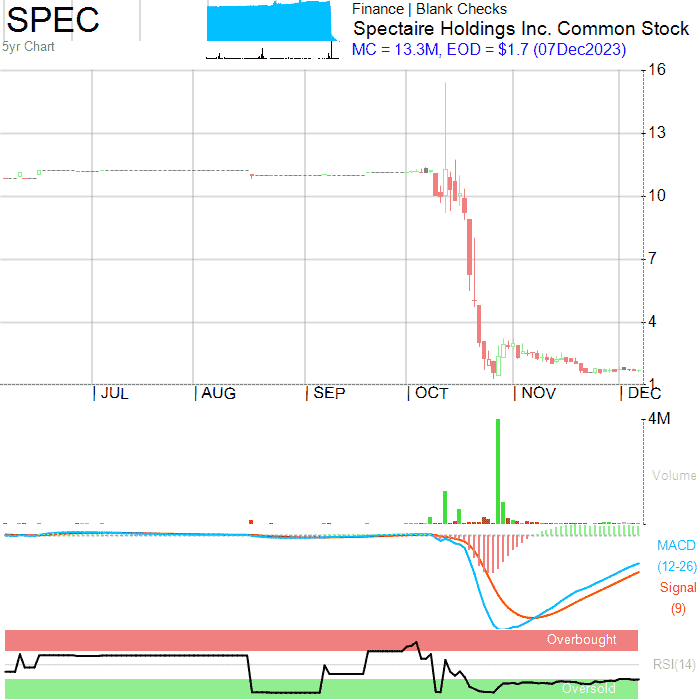 SPEC
5yr Chart
Finance | Blank Checks
Spectaire Holdings Inc. Common Stock
MC = 13.3M, EOD = $1.7 (07Dec2023)
16
13
10
7
4
1
| JUL | AUG | SEP | OCT | NOV | DEC
4M
Volume
MACD
(12-26)
Signal
(9)
Overbought
RSI(14)
Oversold